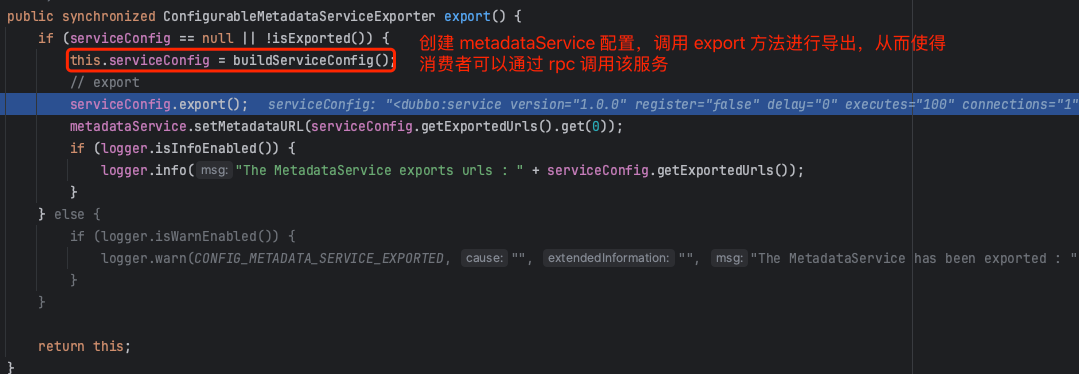 public synchronized ConfigurableMetadataServiceExporter export() {
if (serviceConfig == null || !isExported()) {
创建 metadataService 配置，调用 export 方法进行导出，从而使得
this.serviceConfig = buildServiceConfig();
消费者可以通过 rpc 调用该服务
// export
serviceConfig.export(); serviceConfig: "<dubbo:service version="1.0.0" register="false" delay="0" executes="100" connections="1"
metadataService.setMetadataURL(serviceConfig.getExportedUrls().get(0));
if (logger.isInfoEnabled()) {
logger.info( msg: "The MetadataService exports urls : " + serviceConfig.getExportedUrls());
}
} else {
if (logger.isWarnEnabled()) {
logger.warn(CONFIG_METADATA_SERVICE_EXPORTED, cause: "", extendedInformation: "", msg: "The MetadataService has been exported : "
}
}
return this;
}